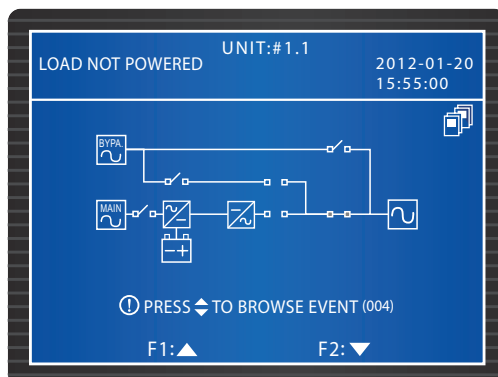 UNIT:#1.1
LOAD NOT POWERED
2012-01-20
15:55:00
BYPA.
MAIN
PRESS TO BROWSE EVENT (004)
F1:
F2: